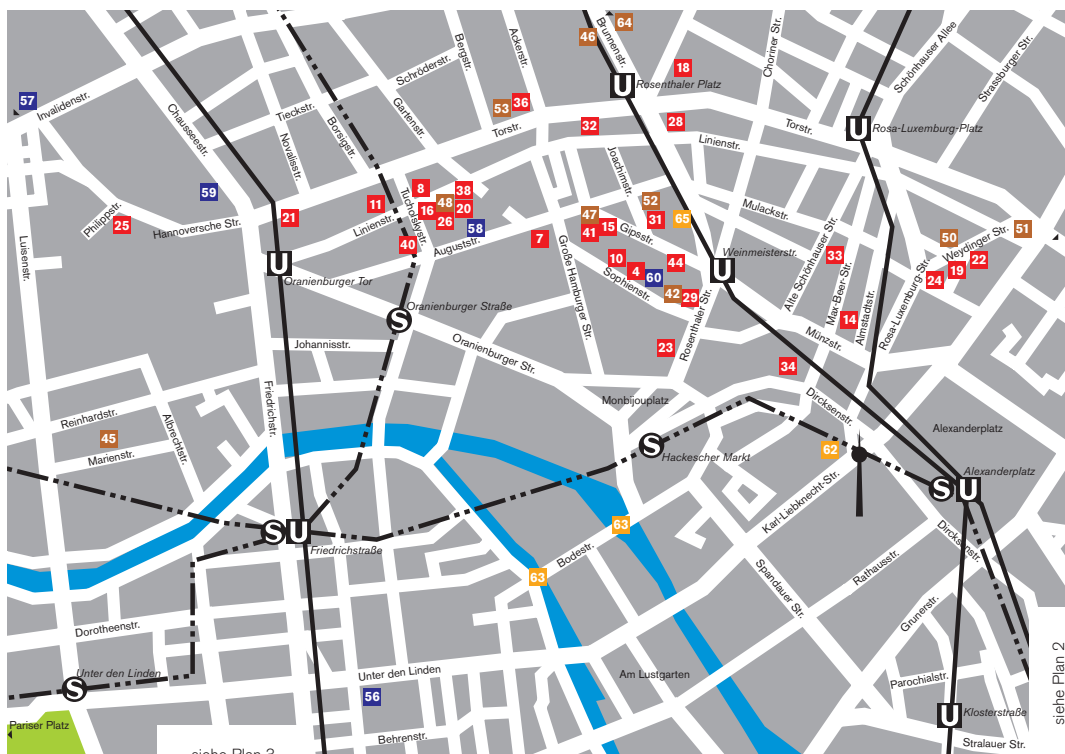 64
46
Brunnenstr.
Ackerstr.
Bergstr.
Choriner Str.
Schönhauser Allee
Strassburger Str.
18
Schröderstr.
U
Rosenthaler Platz
57
Invalidenstr.
Chausseestr.
Tieckstr.
Borsigstr.
Gartenstr.
53
36
Torstr.
32
28
Torstr.
U
Rosa-Luxemburg-Platz
Novalisstr.
Linienstr.
Joachimstr.
59
8
38
11
Tucholskystr.
48
16
20
26
58
52
47
15
31
65
Mulackstr.
Philippstr.
25
Hannoversche Str.
21
Linienstr.
40
Auguststr.
7
41
Gipsstr.
Luisenstr.
U
Oranienburger Tor
Große Hamburger Str.
10
4
60
44
Sophienstr.
42
29
U
Weinmeisterstr.
Alte Schönhauser Str.
33
Max-Beer-Str.
14
Almstadtstr.
Rosa-Luxemburg-Str.
50
51
Weydinger Str.
22
19
24
S
Oranienburger Straße
Johannisstr.
Oranienburger Str.
23
Rosenthaler Str.
Münzstr.
34
Friedrichstr.
Reinhardstr.
Albrechtstr.
45
Marienstr.
Monbijouplatz
Dircksenstr.
S
Hackescher Markt
62
Alexanderplatz
Alexanderplatz
S
U
Karl-Liebknecht-Str.
S
U
Friedrichstraße
63
Bodestr.
63
Dircksenstr.
Rathausstr.
Spandauer Str.
Grunerstr.
Dorotheenstr.
Unter den Linden
S
Unter den Linden
56
Am Lustgarten
Parochialstr.
siehe Plan 2
U
Klosterstraße
Pariser Platz
Behrenstr.
Stralauer Str.
siehe Plan 3